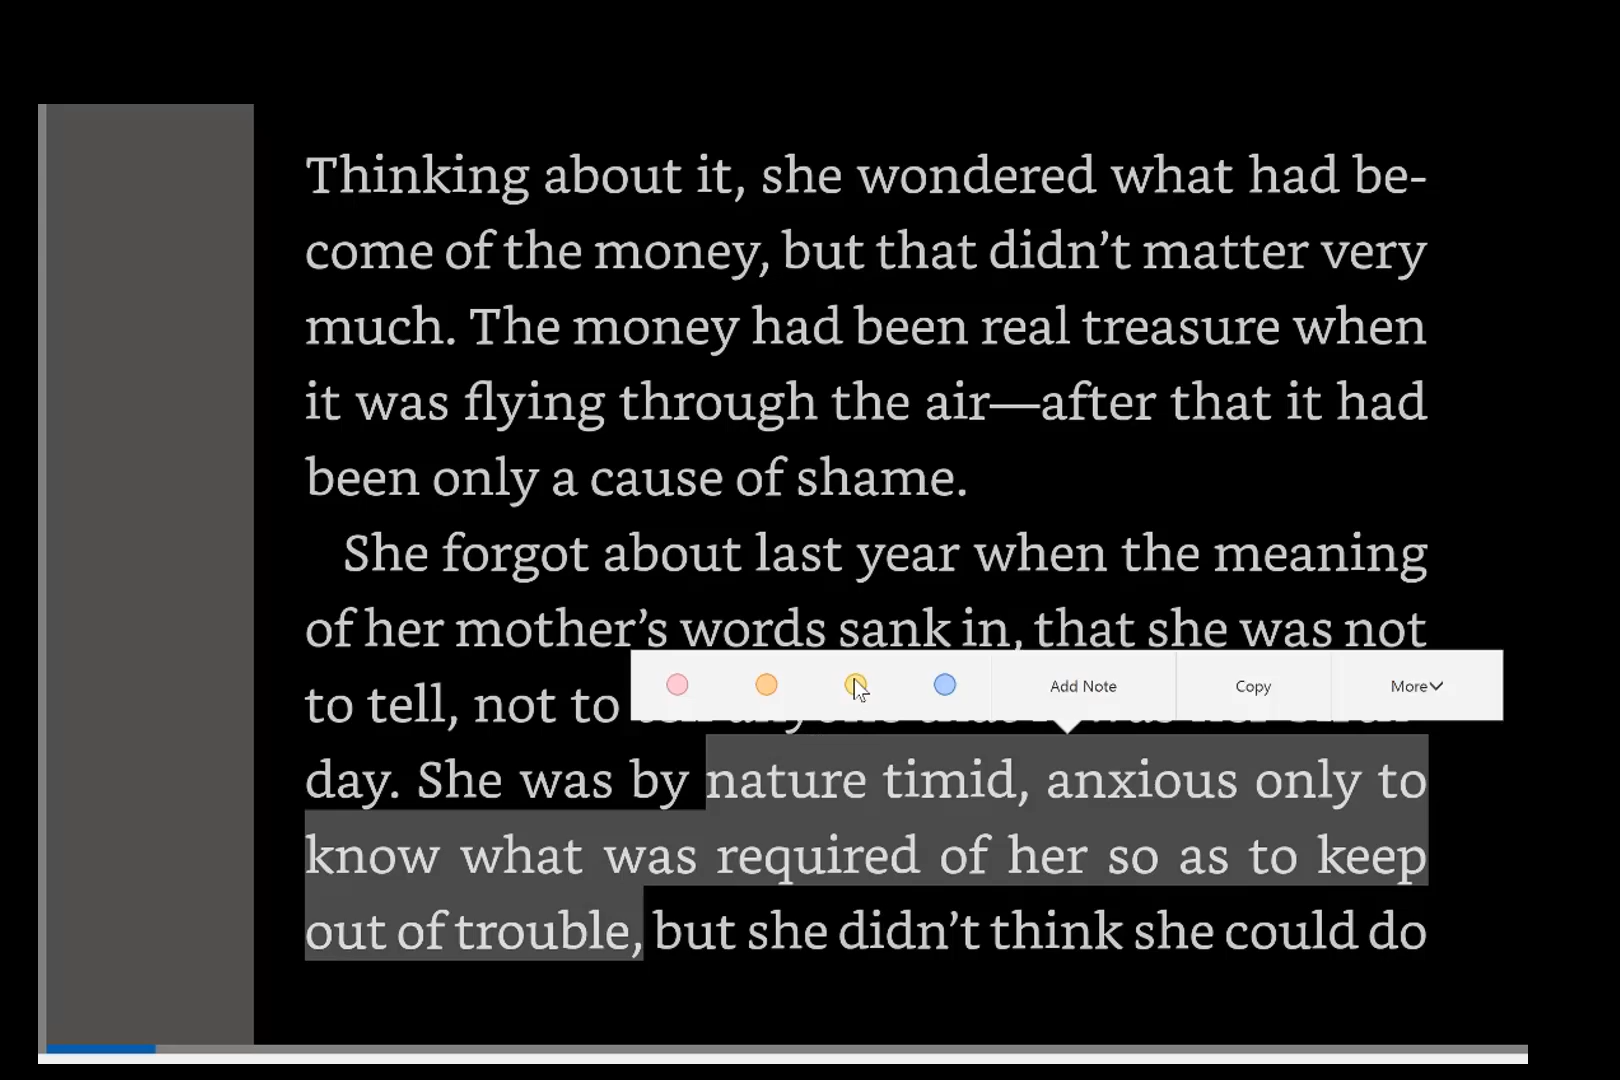 Thinking about it, she wondered what had be-
come of the money, but that didn’t matter very
much. The money had been real treasure when
it was flying through the air—after that it had
been only a cause of shame.
She forgot about last year when the meaning
of her mother’s words sank in, that she was not
to tell, not to
Add Note Copy More
day. She was by nature timid, anxious only to
know what was required of her so as to keep
out of trouble, but she didn’t think she could do